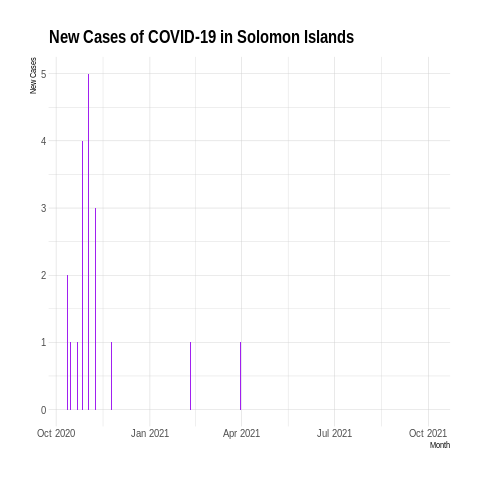 New Cases of COVID-19 in Solomon Islands
New Cases
5
4
3
2
1
0
Oct 2020 Jan 2021 Apr 2021 Jul 2021 Oct 2021
Month